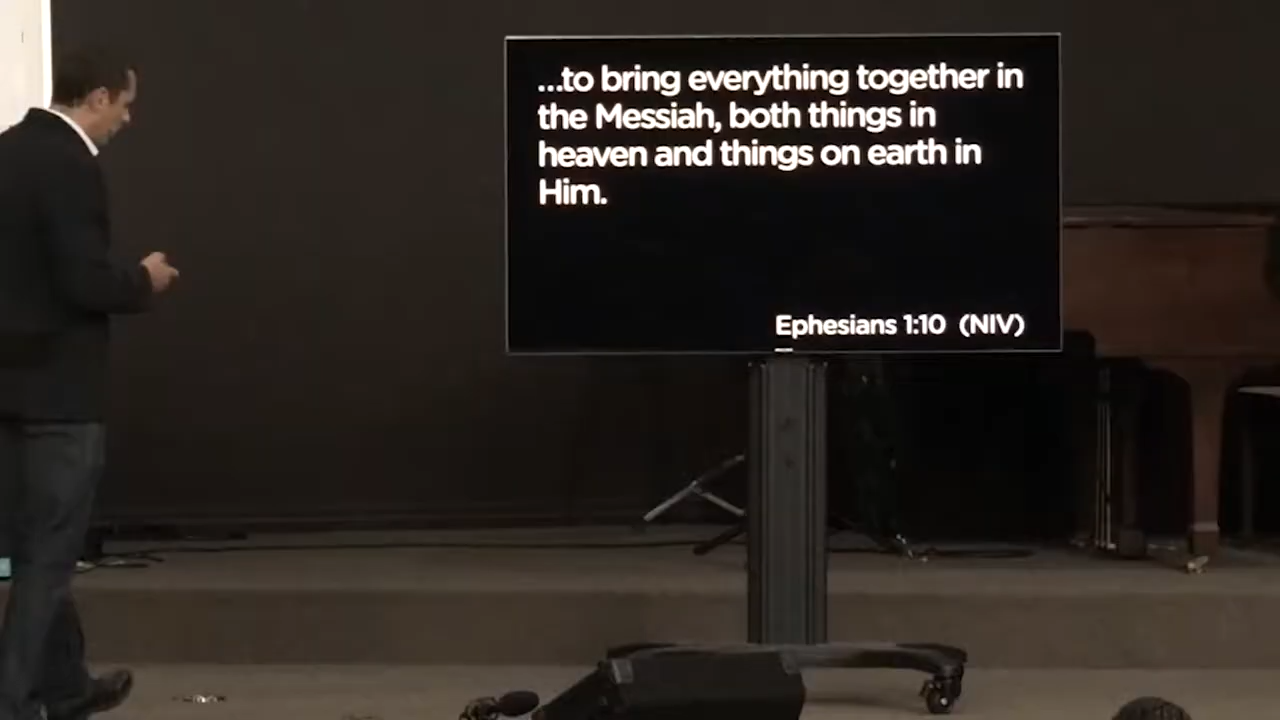 ...to bring everything together in
the Messiah, both things in
heaven and things on earth in
Him.
Ephesians 1:10 (NIV)